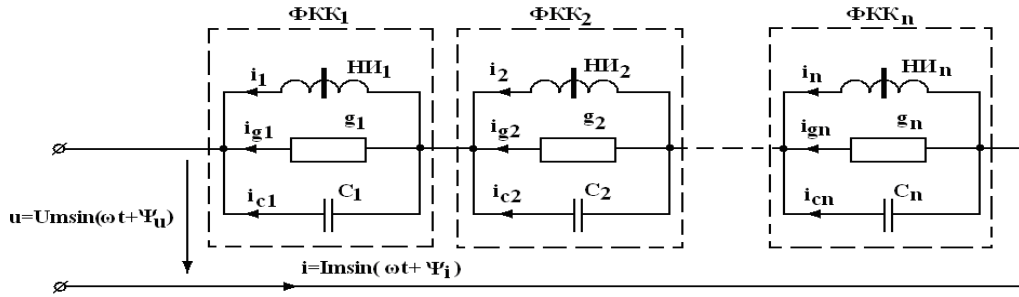 ФКК1 ФКК2 ФККn
i1 НИ1 i2 НИ2 in НИn
ig1 g1 ig2 g2 ign gn
ic1 C1 ic2 C2 icn Cn
u=Umsin(ωt+Ψu)
i=Imsin(ωt+Ψi)